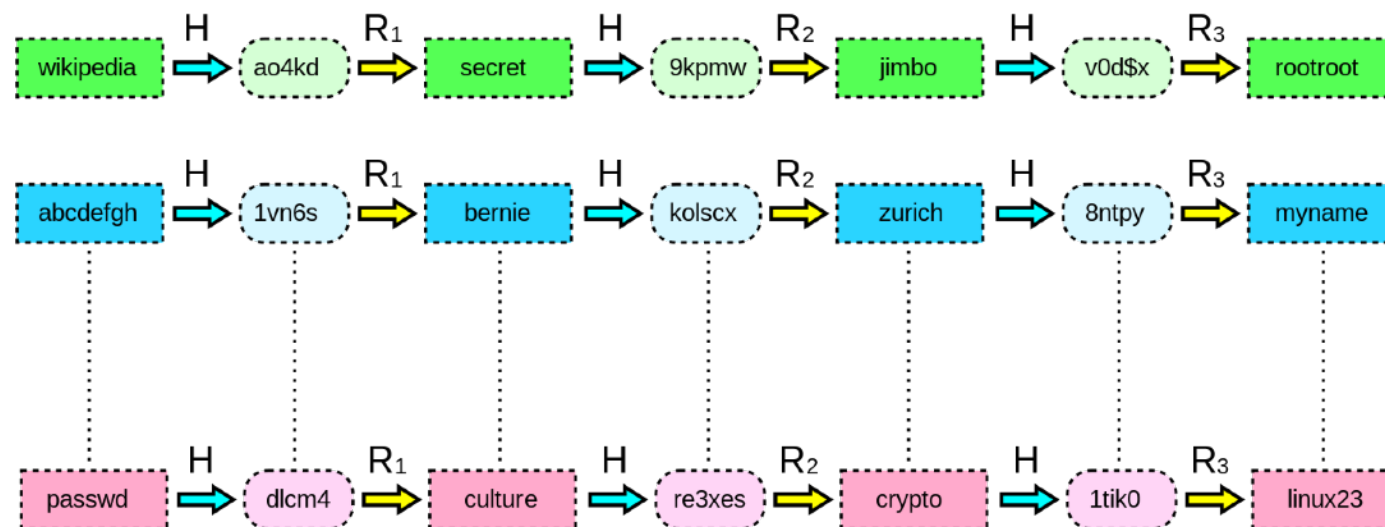 H R1 H R2 H R3
wikipedia ao4kd secret 9kpmw jimbo v0d$x rootroot
H R1 H R2 H R3
abcdefgh 1vn6s bernie kolscx zurich 8ntpy myname
H R1 H R2 H R3
passwd dlcm4 culture re3xes crypto 1tik0 linux23